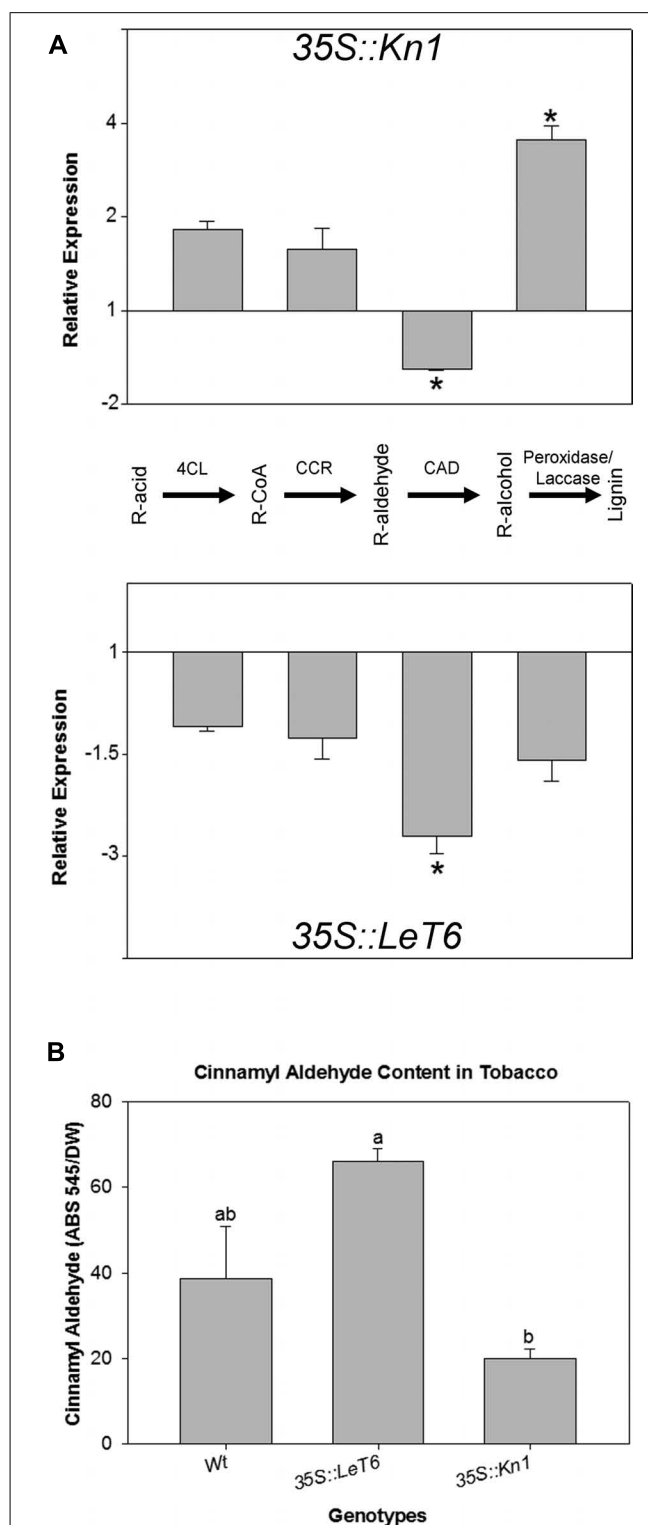 A
35S::Kn1
4
2
1
-2
Relative Expression
*
*
R-acid
4CL
R-CoA
CCR
R-aldehyde
CAD
R-alcohol
Peroxidase/
Laccase
Lignin
1
-1.5
-3
Relative Expression
*
35S::LeT6
B
Cinnamyl Aldehyde Content in Tobacco
80
60
40
20
0
Cinnamyl Aldehyde (ABS 545/DW)
ab
a
b
Wt
35S::LeT6
35S::Kn1
Genotypes